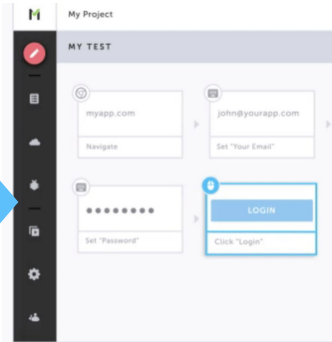 My Project
MY TEST
myapp.com
Navigate
john@yourapp.com
Set "Your Email"
●●●●●●●●
Set "Password"
LOGIN
Click "Login"